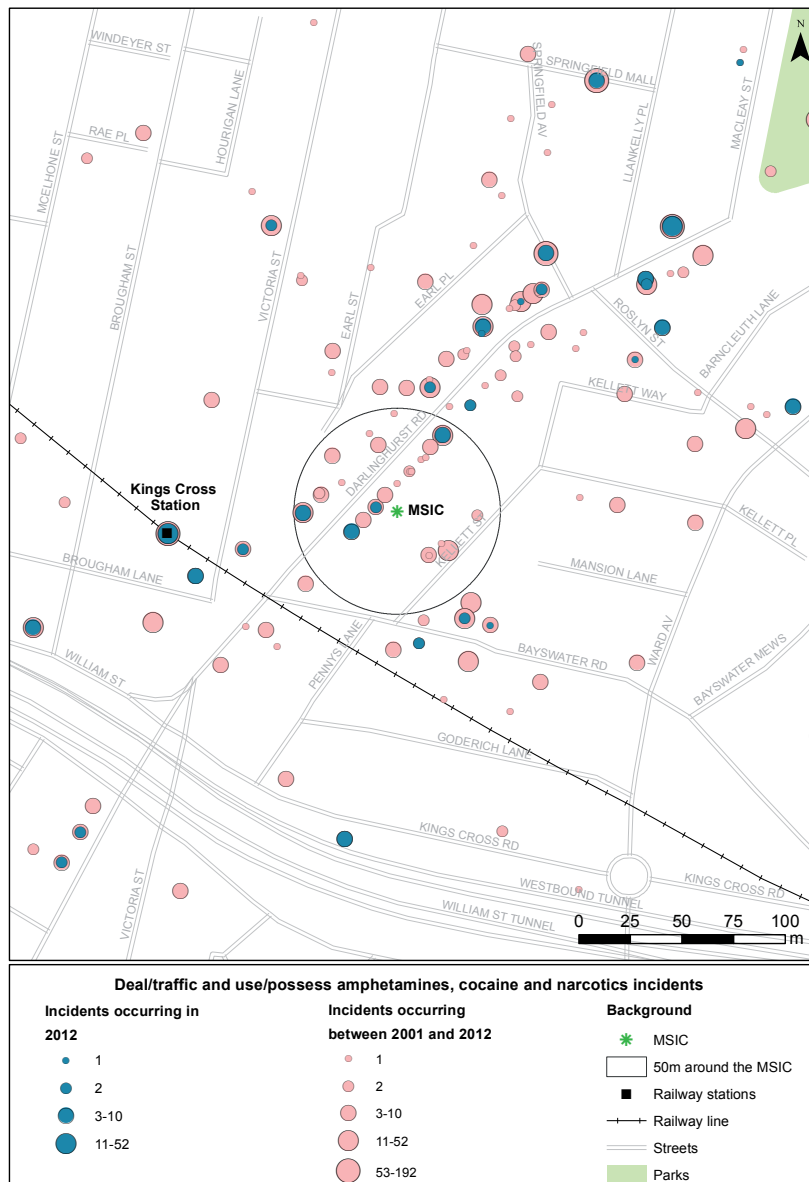 N
WINDEYER ST
HOURIGAN LANE
SPRINGFIELD AV
SPRINGFIELD MALL
MACLEAY ST
RAE PL
LLANKELLY PL
MCELHONE ST
BROUGHAM ST
VICTORIA ST
EARL ST
EARL PL
ROSLYN ST
BARNCLEUTH LANE
KELLETT WAY
DARLINGHURST RD
Kings Cross
Station
MSIC
KELLETT ST
KELLETT PL
BROUGHAM LANE
MANSION LANE
WARD AV
PENNYS LANE
WILLIAM ST
BAYSWATER RD
BAYSWATER MEWS
GODERICH LANE
KINGS CROSS RD
VICTORIA ST
WESTBOUND TUNNEL
KINGS CROSS RD
WILLIAM ST TUNNEL
0 25 50 75 100
m
Deal/traffic and use/possess amphetamines, cocaine and narcotics incidents
Incidents occurring in
2012
1
2
3-10
11-52
Incidents occurring
between 2001 and 2012
1
2
3-10
11-52
53-192
Background
MSIC
50m around the MSIC
Railway stations
Railway line
Streets
Parks